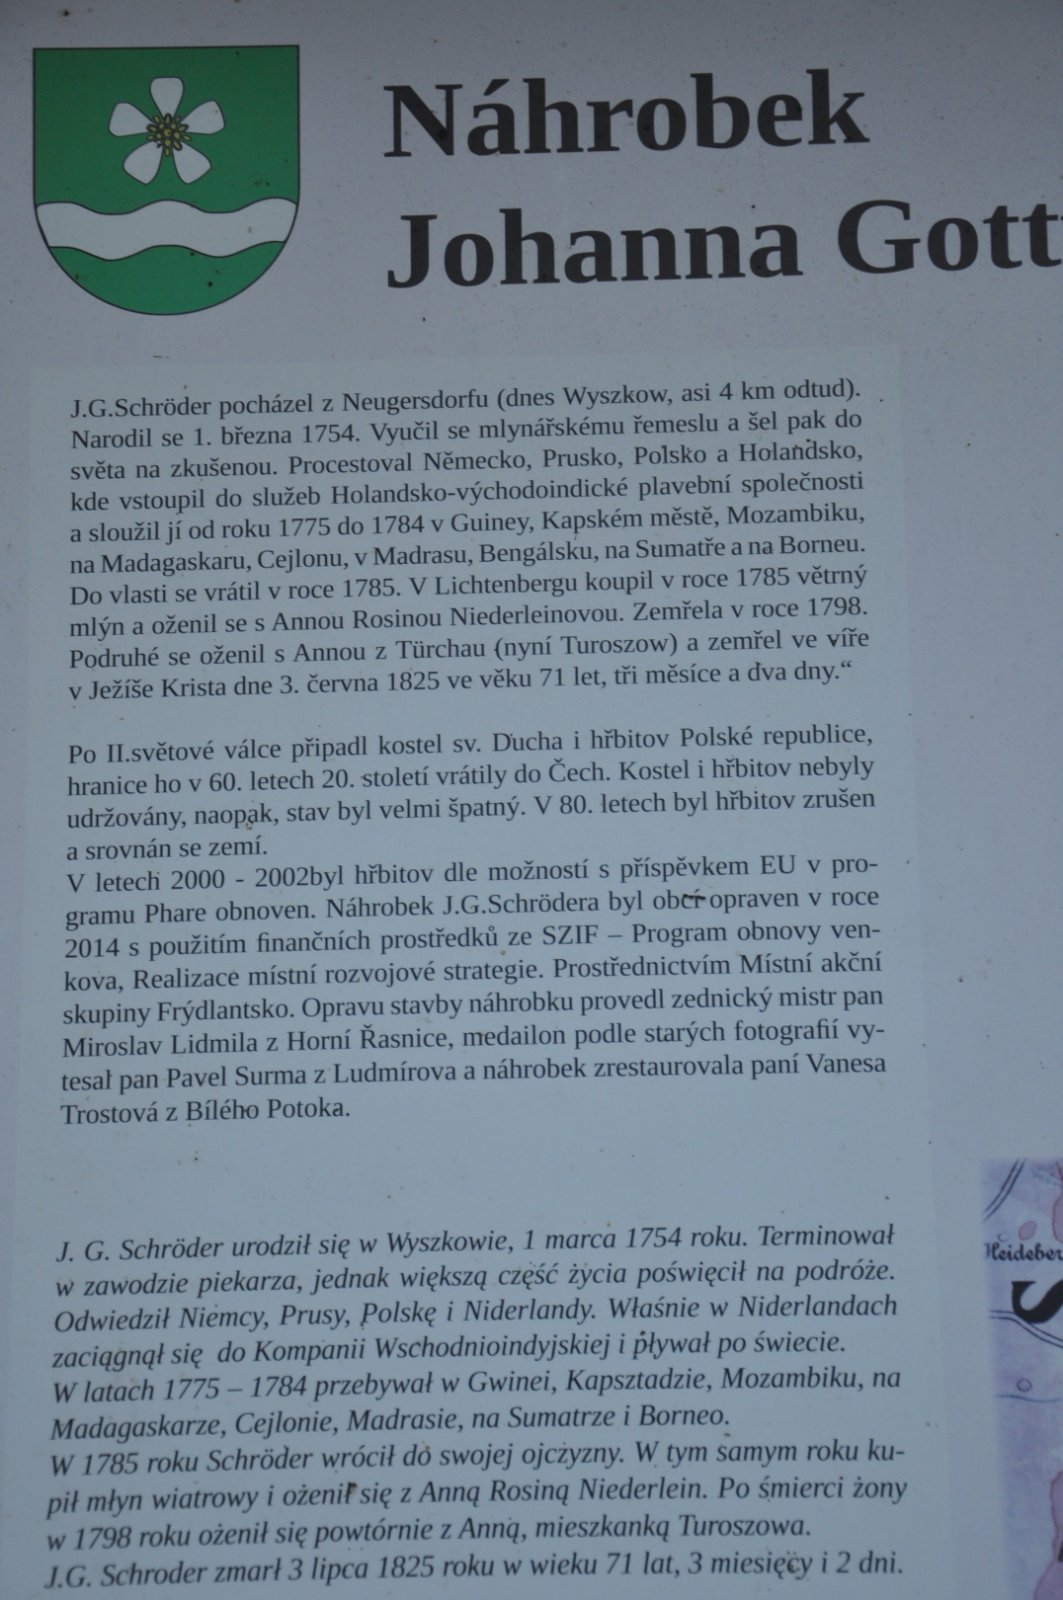 Náhrobek
Johanna Gott
J.G.Schröder pocházel z Neugersdorfu (dnes Wyszkow, asi 4 km odtud).
Narodil se 1. března 1754. Vyučil se mlynářskému řemeslu a šel pak do
světa na zkušenou. Procestoval Německo, Prusko, Polsko a Holandsko,
kde vstoupil do služeb Holandsko-východoindické plavební společnosti
a sloužil jí od roku 1775 do 1784 v Guiney, Kapském městě, Mozambiku,
na Madagaskaru, Cejlonu, v Madrasu, Bengálsku, na Sumatře a na Borneu.
Do vlasti se vrátil v roce 1785. V Lichtenbergu koupil v roce 1785 větrný
mlýn a oženil se s Annou Rosinou Niederleinovou. Zemřela v roce 1798.
Podruhé se oženil s Annou z Türchau (nyní Turoszow) a zemřel ve víře
v Ježíše Krista dne 3. června 1825 ve věku 71 let, tři měsíce a dva dny.“
Po II.světové válce připadl kostel sv. Ducha i hřbitov Polské republice,
hranice ho v 60. letech 20. století vrátily do Čech. Kostel i hřbitov nebyly
udržovány, naopak, stav byl velmi špatný. V 80. letech byl hřbitov zrušen
a srovnán se zemí.
V letech 2000 - 2002byl hřbitov dle možností s příspěvkem EU v pro-
gramu Phare obnoven. Náhrobek J.G.Schrödera byl obcí opraven v roce
2014 s použitím finančních prostředků ze SZIF – Program obnovy ven-
kova, Realizace místní rozvojové strategie. Prostřednictvím Místní akční
skupiny Frýdlantsko. Opravu stavby náhrobku provedl zednický mistr pan
Miroslav Lidmila z Horní Řasnice, medailon podle starých fotografií vy-
tesal pan Pavel Surma z Ludmírova a náhrobek zrestaurovala paní Vanesa
Trostová z Bílého Potoka.
J. G. Schröder urodził się w Wyszkowie, 1 marca 1754 roku. Terminował
w zawodzie piekarza, jednak większą część życia poświęcił na podróże.
Odwiedził Niemcy, Prusy, Polskę i Niderlandy. Właśnie w Niderlandach
zaciągnął się do Kompanii Wschodnioindyjskiej i pływał po świecie.
W latach 1775 – 1784 przebywał w Gwinei, Kapsztadzie, Mozambiku, na
Madagaskarze, Cejlonie, Madrasie, na Sumatrze i Borneo.
W 1785 roku Schröder wrócił do swojej ojczyzny. W tym samym roku ku-
pił młyn wiatrowy i ożenił się z Anną Rosiną Niederlein. Po śmierci żony
w 1798 roku ożenił się powtórnie z Anną, mieszkanką Turoszowa.
J.G. Schroder zmarł 3 lipca 1825 roku w wieku 71 lat, 3 miesięcy i 2 dni.
Heideber
S